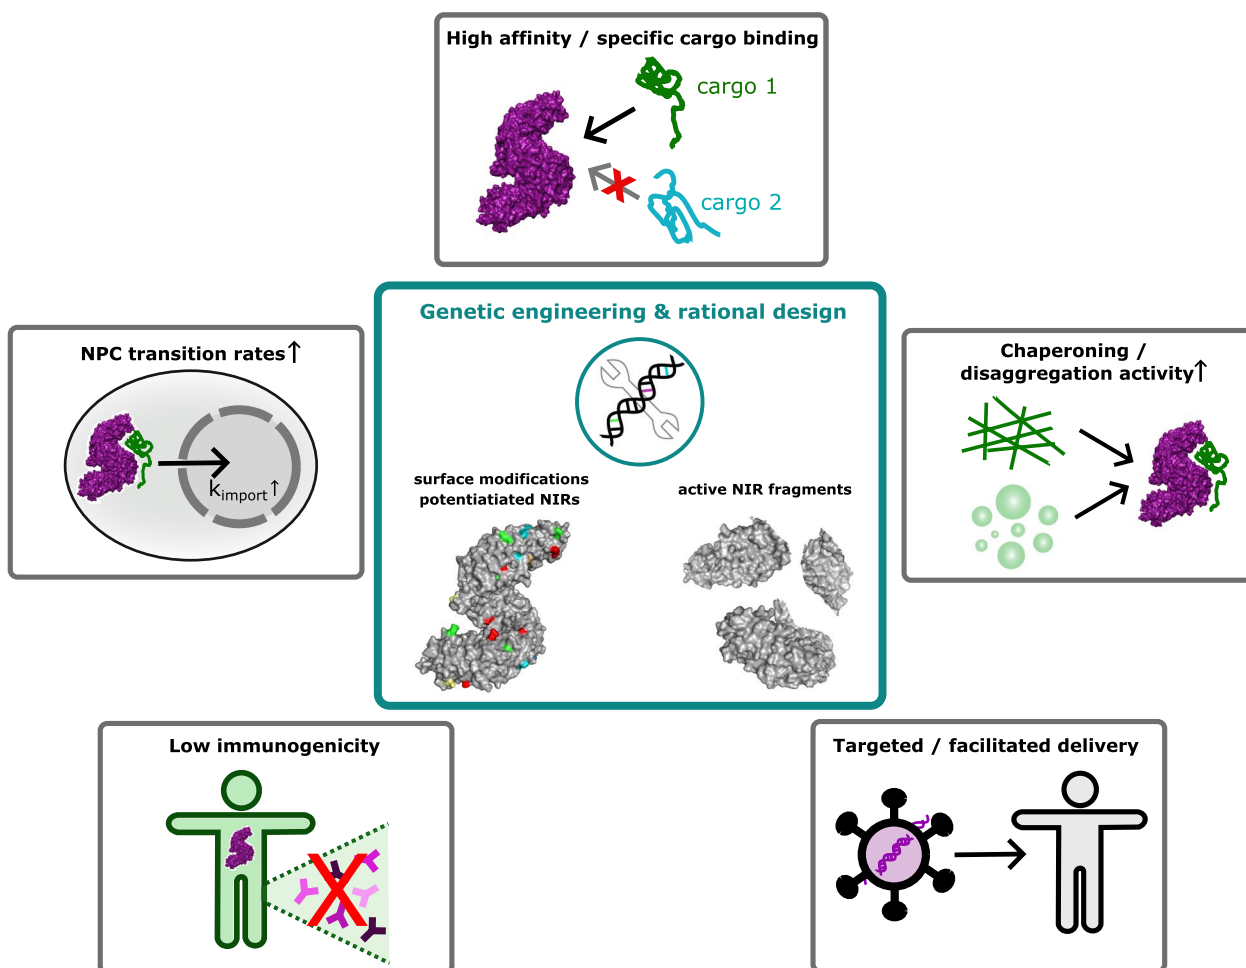 High affinity / specific cargo binding
cargo 1
cargo 2
Genetic engineering & rational design
surface modifications
potentiatiated NIRs
active NIR fragments
NPC transition rates↑
kimport↑
Chaperoning /
disaggregation activity↑
Low immunogenicity
Targeted / facilitated delivery